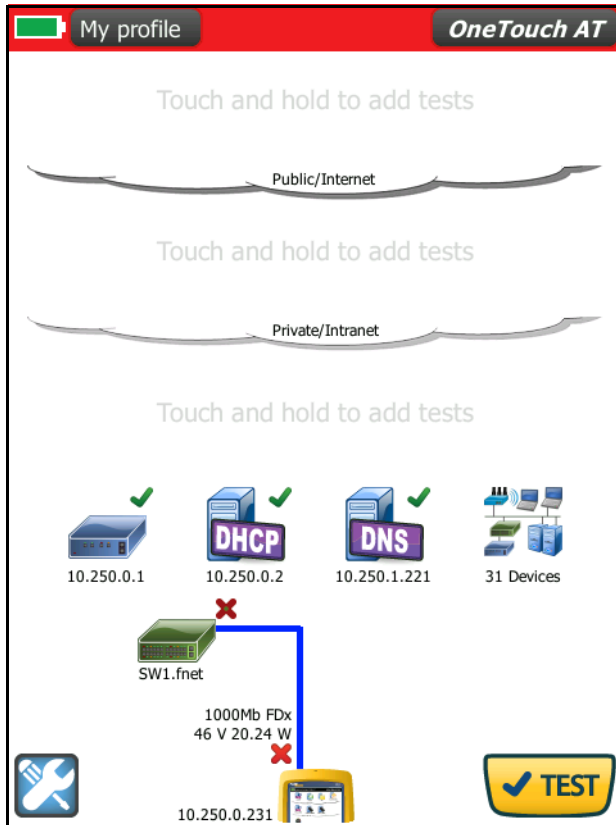 My profile
OneTouch AT
Touch and hold to add tests
Public/Internet
Touch and hold to add tests
Private/Intranet
Touch and hold to add tests
DHCP
DNS
10.250.0.1
10.250.0.2
10.250.1.221
31 Devices
SW1.fnet
1000Mb FDx
46 V 20.24 W
10.250.0.231
TEST